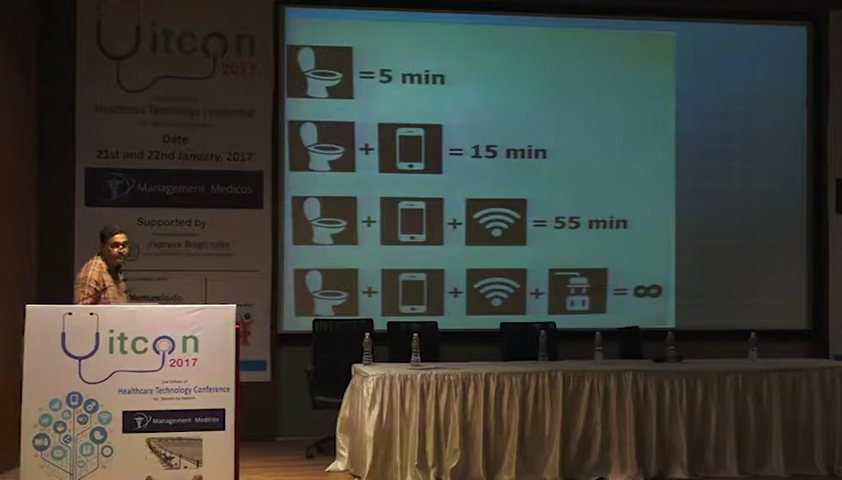 itcon
2017
Healthcare Technology Conference
Date
21st and 22nd January, 2017
Management Medicos
Supported by
= 5 min
+ = 15 min
+ + = 55 min
+ + + = ∞
itcon
2017
Healthcare Technology Conference
Management Medicos